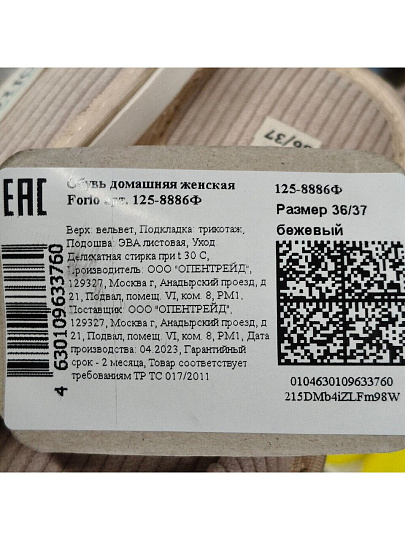 36/37
EAC
Обувь домашняя женская
Forio арт. 125-8886Ф
Верх: вельвет, Подкладка: трикотаж,
Подошва: ЭВА листовая, Уход
Деликатная стирка при t 30 С,
Производитель: ООО "ОПЕНТРЕЙД",
129327, Москва г, Анадырский проезд, д
21, Подвал, помещ. VI, ком. 8, РМ1.
Поставщик: ООО "ОПЕНТРЕЙД",
129327, Москва г, Анадырский проезд, д
21, Подвал, помещ. VI, ком. 8, РМ1, Дата
производства: 04.2023, Гарантийный
срок - 2 месяца, Товар соответствует
требованиям ТР ТС 017/2011
4 630109633760
125-8886Ф
Размер 36/37
бежевый
0104630109633760
215DMb4iZLFm98W